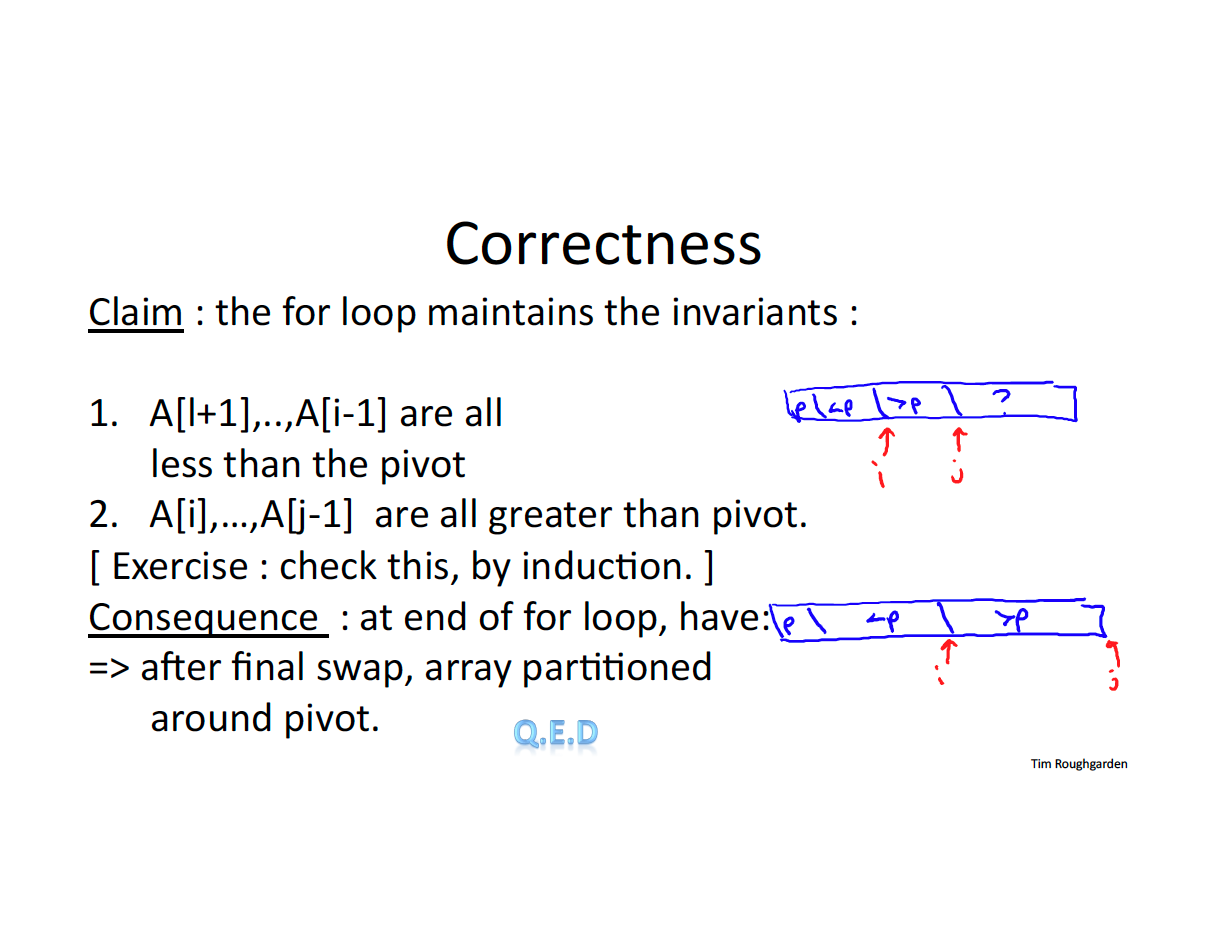 Correctness
Claim : the for loop maintains the invariants :
1. A[l+1],..,A[i-1] are all
less than the pivot
p <p >p ?
i j
2. A[i],…,A[j-1] are all greater than pivot.
[ Exercise : check this, by induction. ]
Consequence : at end of for loop, have:
p <p >p
i j
=> after final swap, array partitioned
around pivot.
Q.E.D
Tim Roughgarden